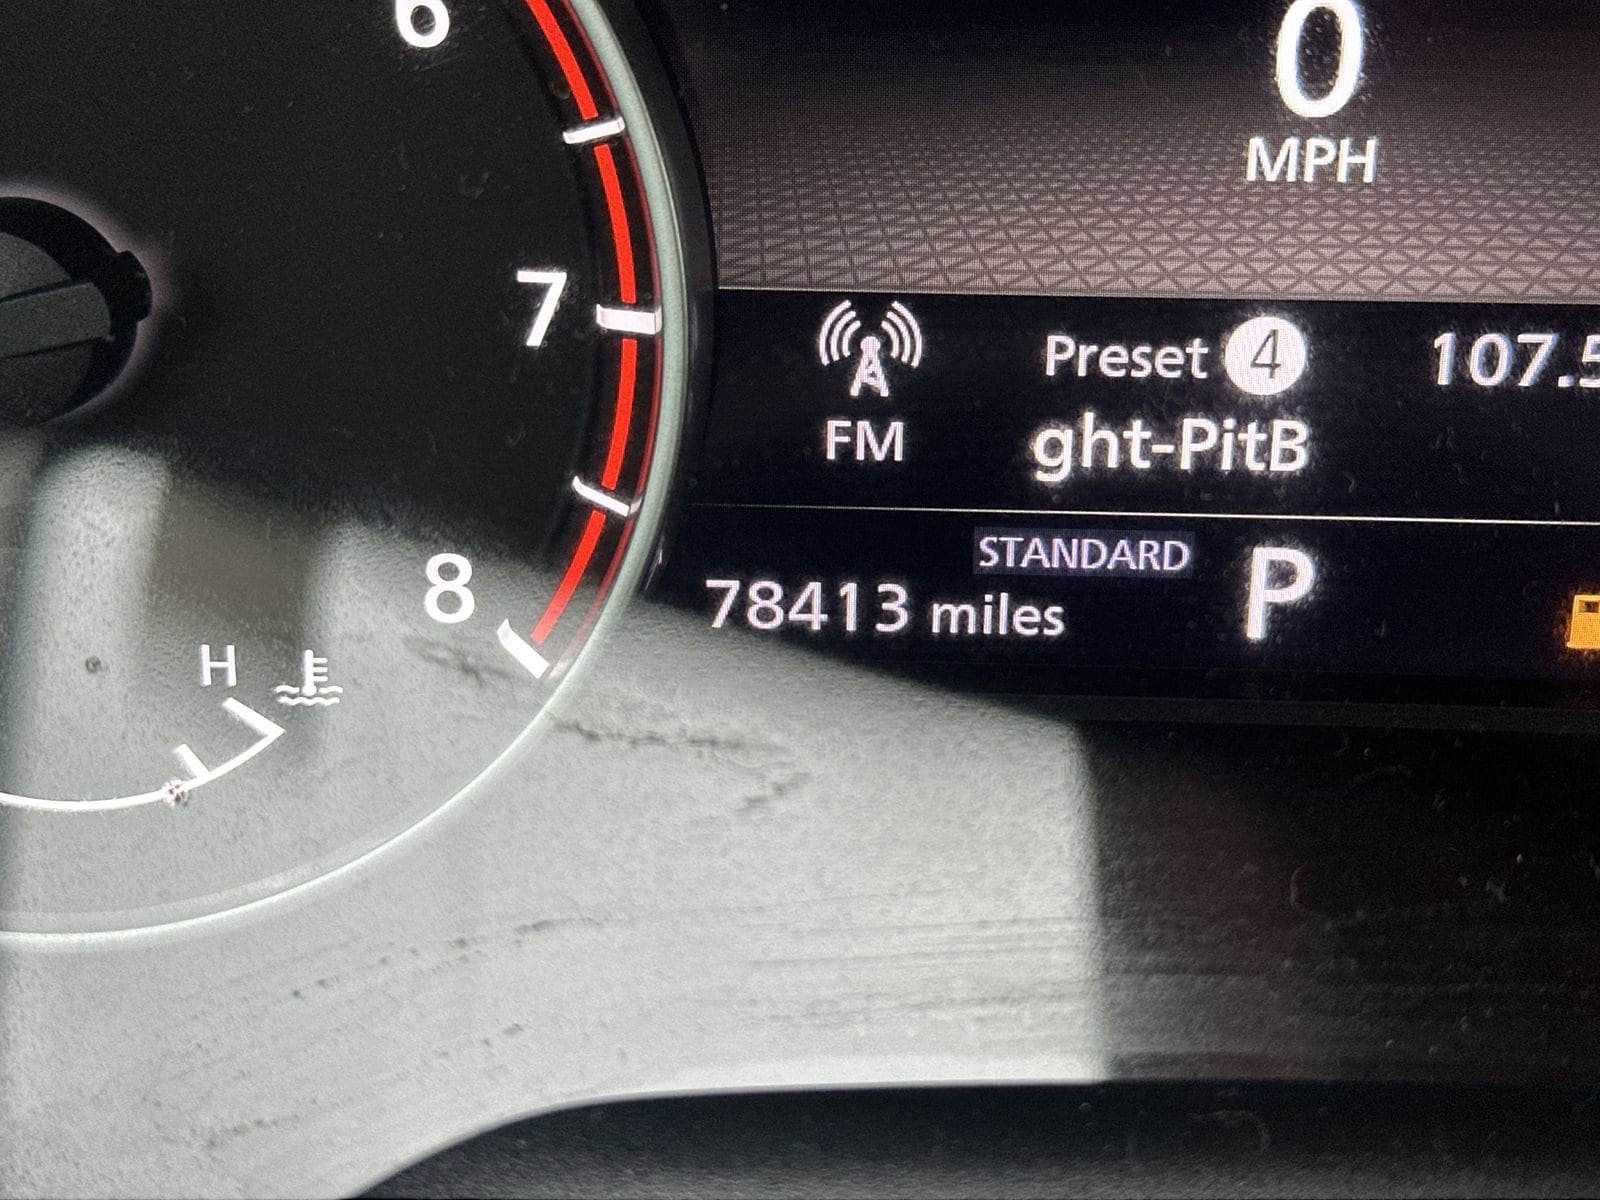 6
0
MPH
7
FM
Preset 4
107.5
ght-PitB
STANDARD
78413 miles
P
8
H